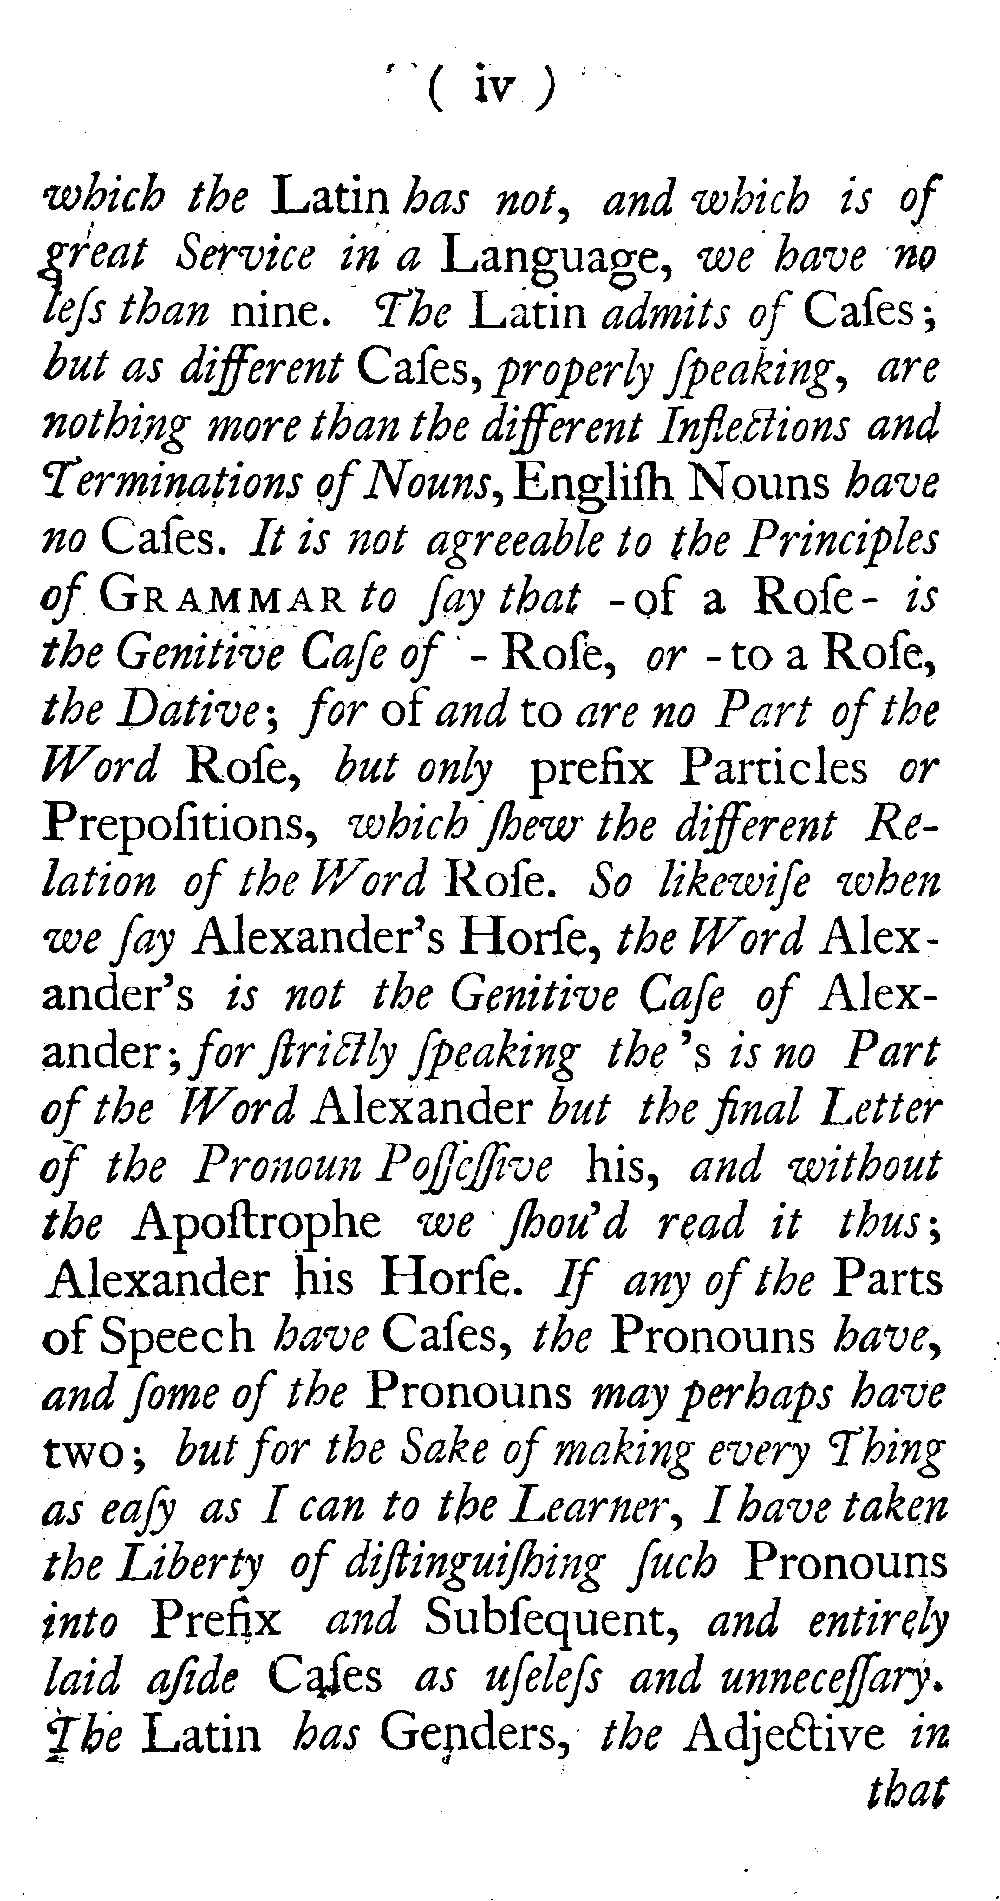 ( iv )
which the Latin has not, and which is of
great Service in a Language, we have no
leſs than nine. The Latin admits of Caſes;
but as different Caſes, properly ſpeaking, are
nothing more than the different Inflections and
Terminations of Nouns, Engliſh Nouns have
no Caſes. It is not agreeable to the Principles
of GRAMMAR to ſay that - of a Roſe - is
the Genitive Caſe of - Roſe, or - to a Roſe,
the Dative; for of and to are no Part of the
Word Roſe, but only prefix Particles or
Prepoſitions, which ſhew the different Re-
lation of the Word Roſe. So likewiſe when
we ſay Alexander's Horſe, the Word Alex-
ander's is not the Genitive Caſe of Alex-
ander; for ſtrictly ſpeaking the 's is no Part
of the Word Alexander but the final Letter
of the Pronoun Poſſeſſive his, and without
the Apoſtrophe we ſhou'd read it thus;
Alexander his Horſe. If any of the Parts
of Speech have Caſes, the Pronouns have,
and ſome of the Pronouns may perhaps have
two; but for the Sake of making every Thing
as eaſy as I can to the Learner, I have taken
the Liberty of diſtinguiſhing ſuch Pronouns
into Prefix and Subſequent, and entirely
laid aſide Caſes as uſeleſs and unneceſſary.
The Latin has Genders, the Adjective in
that